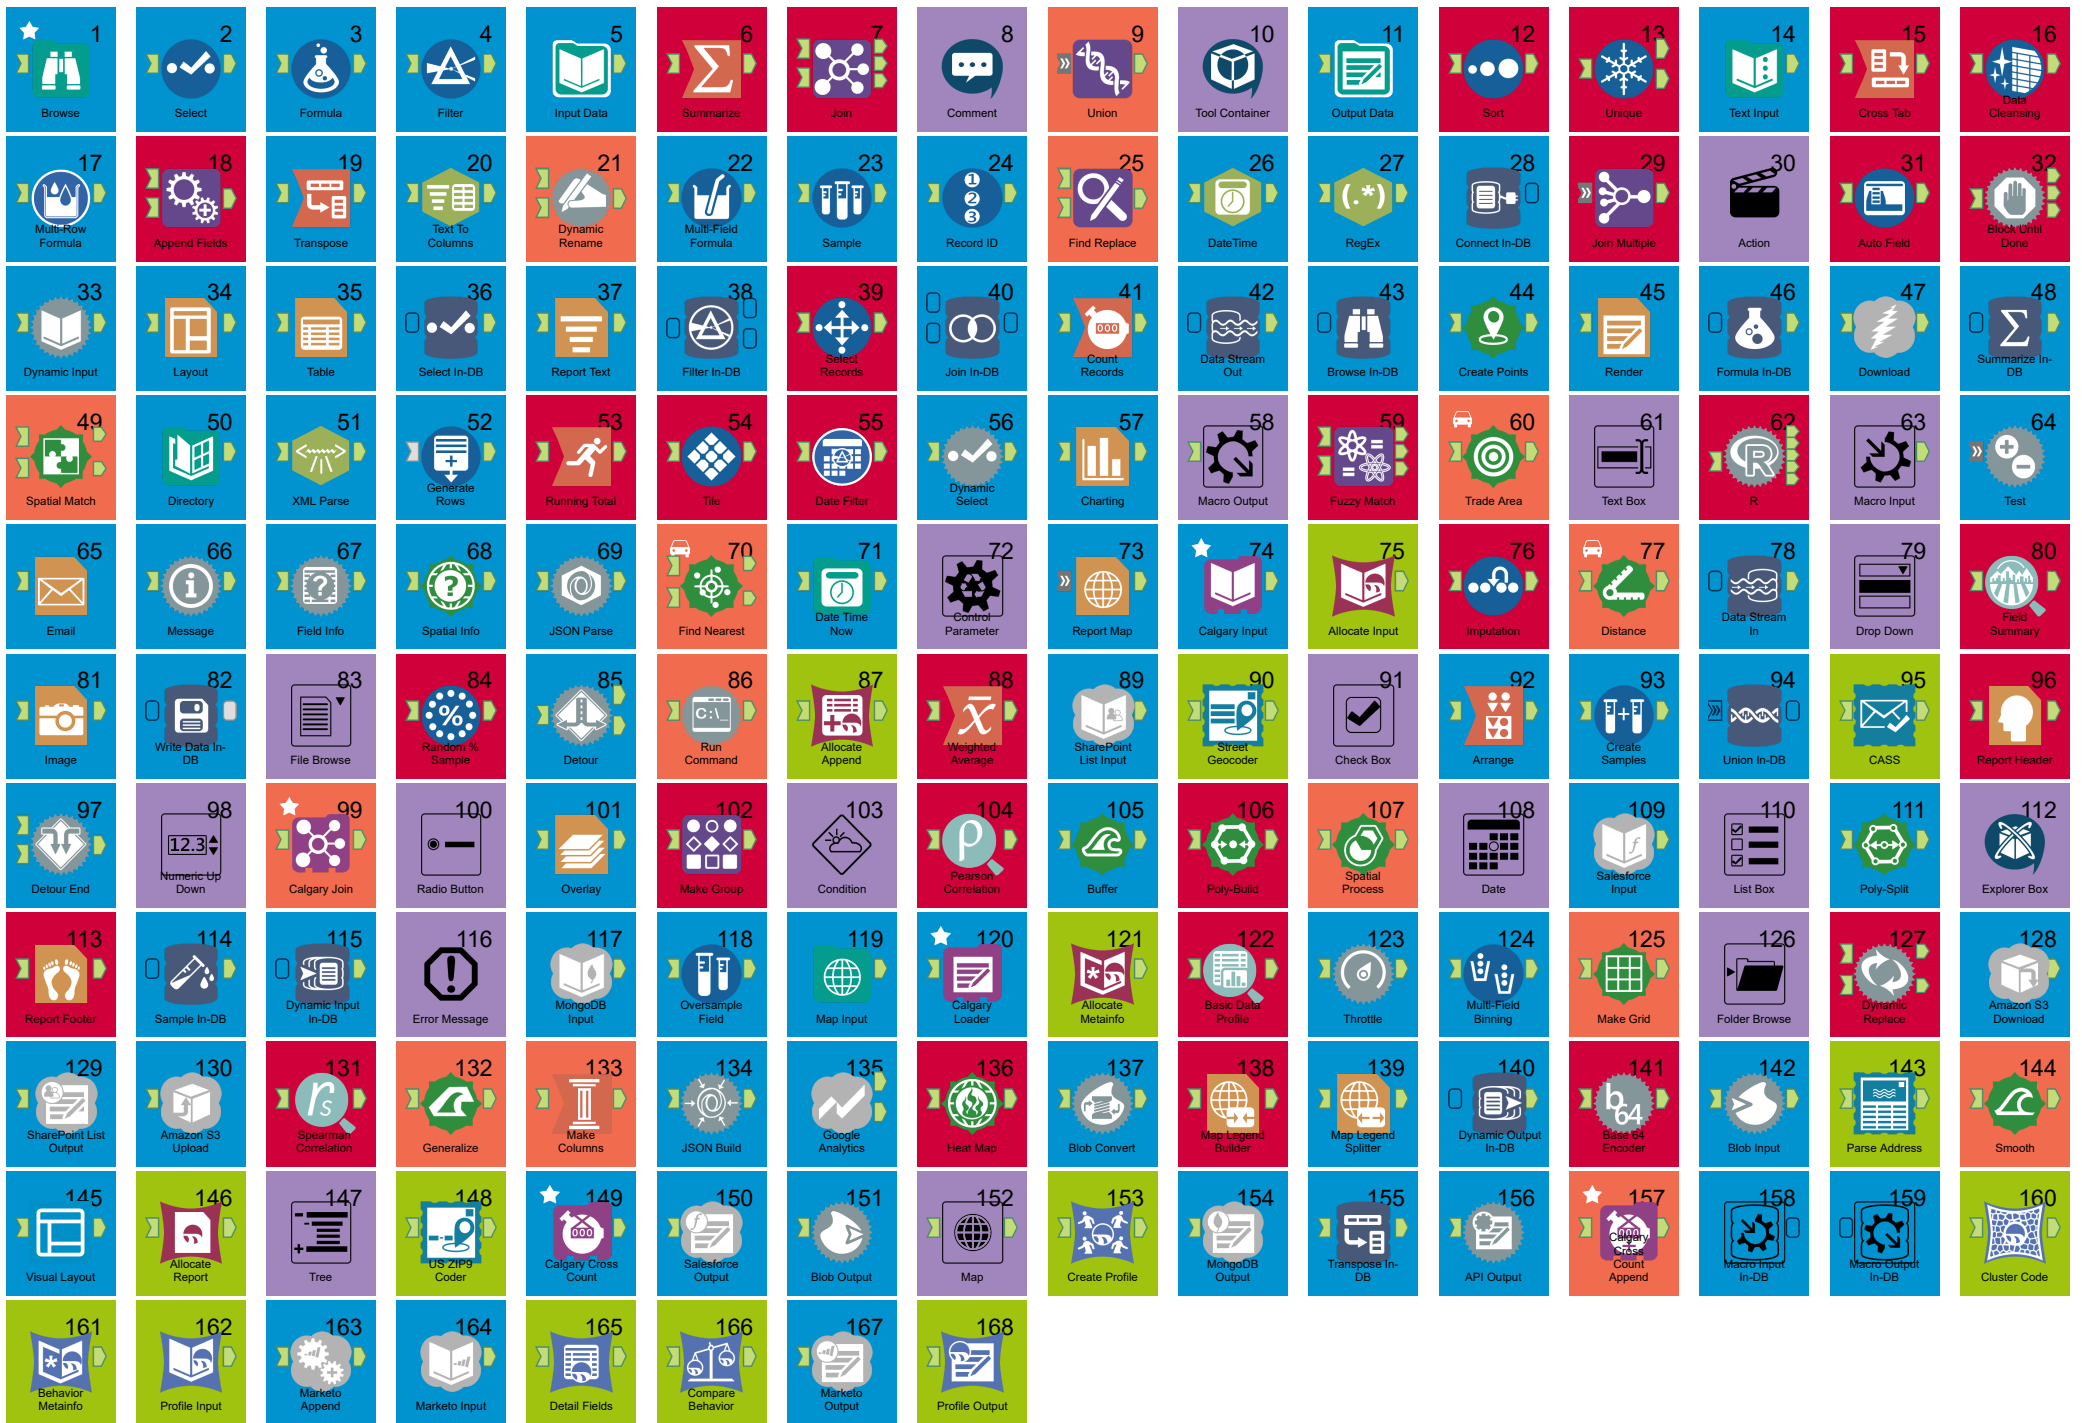 1 Browse
2 Select
3 Formula
4 Filter
5 Input Data
6 Summarize
7 Join
8 Comment
9 Union
10 Tool Container
11 Output Data
12 Sort
13 Unique
14 Text Input
15 Cross Tab
16 Data Cleansing
17 Multi-Row Formula
18 Append Fields
19 Transpose
20 Text To Columns
21 Dynamic Rename
22 Multi-Field Formula
23 Sample
24 Record ID
25 Find Replace
26 DateTime
27 (.*) RegEx
28 Connect In-DB
29 Join Multiple
30 Action
31 Auto Field
32 Block Until Done
33 Dynamic Input
34 Layout
35 Table
36 Select In-DB
37 Report Text
38 Filter In-DB
39 Select Records
40 Join In-DB
41 000 Count Records
42 Data Stream Out
43 Browse In-DB
44 Create Points
45 Render
46 Formula In-DB
47 Download
48 Summarize In-DB
49 Spatial Match
50 Directory
51 XML Parse
52 Generate Rows
53 Running Total
54 Tile
55 Date Filter
56 Dynamic Select
57 Charting
58 Macro Output
59 Fuzzy Match
60 Trade Area
61 Text Box
62 R R
63 Macro Input
64 Test
65 Email
66 Message
67 Field Info
68 Spatial Info
69 JSON Parse
70 Find Nearest
71 Date Time Now
72 Control Parameter
73 Report Map
74 Calgary Input
75 Allocate Input
76 Imputation
77 Distance
78 Data Stream In
79 Drop Down
80 Field Summary
81 Image
82 Write Data In-DB
83 File Browse
84 % Random % Sample
85 Detour
86 C:\_ Run Command
87 Allocate Append
88 x̄ Weighted Average
89 SharePoint List Input
90 Street Geocoder
91 Check Box
92 Arrange
93 Create Samples
94 Union In-DB
95 CASS
96 Report Header
97 Detour End
98 12.3 Numeric Up Down
99 Calgary Join
100 Radio Button
101 Overlay
102 Make Group
103 Condition
104 ρ Pearson Correlation
105 Buffer
106 Poly-Build
107 Spatial Process
108 Date
109 Salesforce Input
110 List Box
111 Poly-Split
112 Explorer Box
113 Report Footer
114 Sample In-DB
115 Dynamic Input In-DB
116 Error Message
117 MongoDB Input
118 Oversample Field
119 Map Input
120 Calgary Loader
121 Allocate Metainfo
122 Basic Data Profile
123 Throttle
124 Multi-Field Binning
125 Make Grid
126 Folder Browse
127 Dynamic Replace
128 Amazon S3 Download
129 SharePoint List Output
130 Amazon S3 Upload
131 rs Spearman Correlation
132 Generalize
133 Make Columns
134 JSON Build
135 Google Analytics
136 Heat Map
137 Blob Convert
138 Map Legend Builder
139 Map Legend Splitter
140 Dynamic Output In-DB
141 b64 Base 64 Encoder
142 Blob Input
143 Parse Address
144 Smooth
145 Visual Layout
146 Allocate Report
147 Tree
148 US ZIP9 Coder
149 000 Calgary Cross Count
150 Salesforce Output
151 Blob Output
152 Map
153 Create Profile
154 MongoDB Output
155 Transpose In-DB
156 API Output
157 Calgary Cross Count Append
158 Macro Input In-DB
159 Macro Output In-DB
160 Cluster Code
161 Behavior Metainfo
162 Profile Input
163 Marketo Append
164 Marketo Input
165 Detail Fields
166 Compare Behavior
167 Marketo Output
168 Profile Output